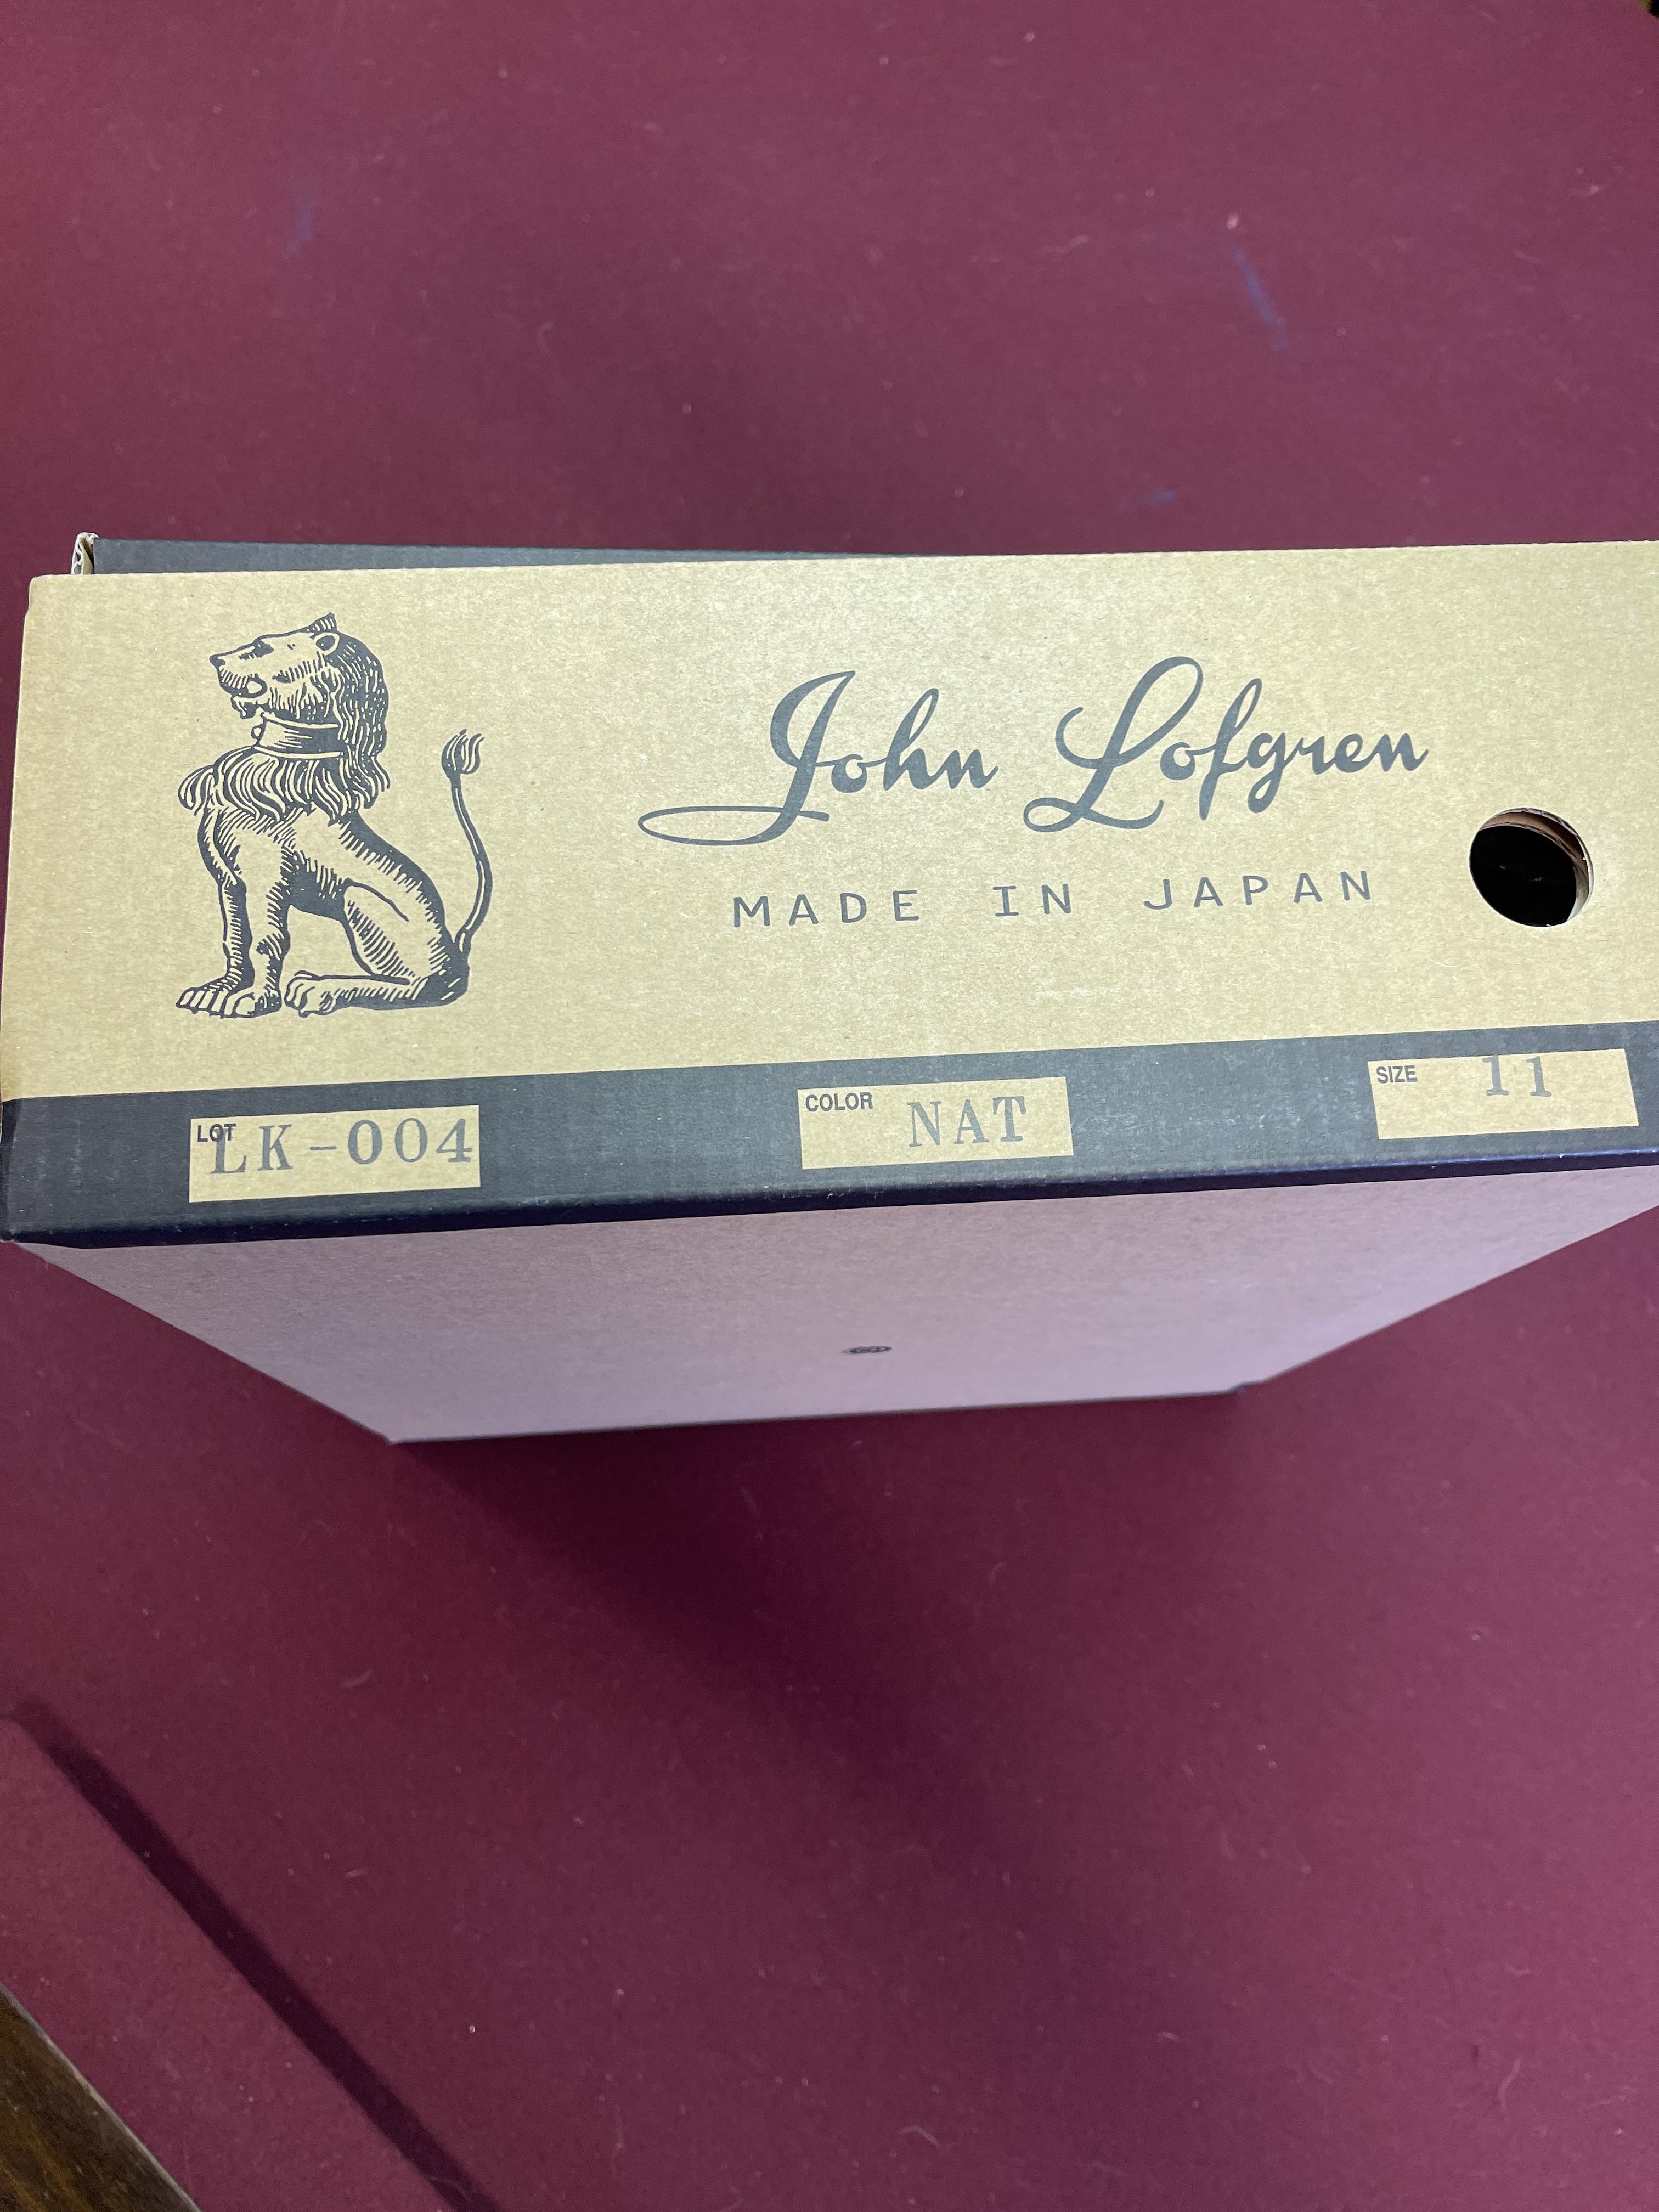 John Lofgren
MADE IN JAPAN
LOT LK-004
COLOR NAT
SIZE 11